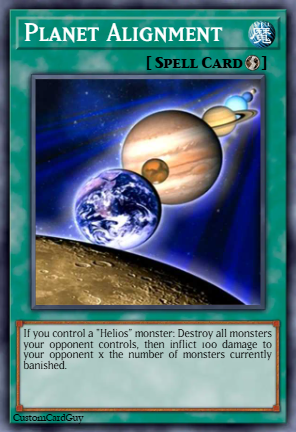 Planet Alignment
魔
[ Spell Card ]
If you control a "Helios" monster: Destroy all monsters
your opponent controls, then inflict 100 damage to
your opponent x the number of monsters currently
banished.
CustomCardGuy